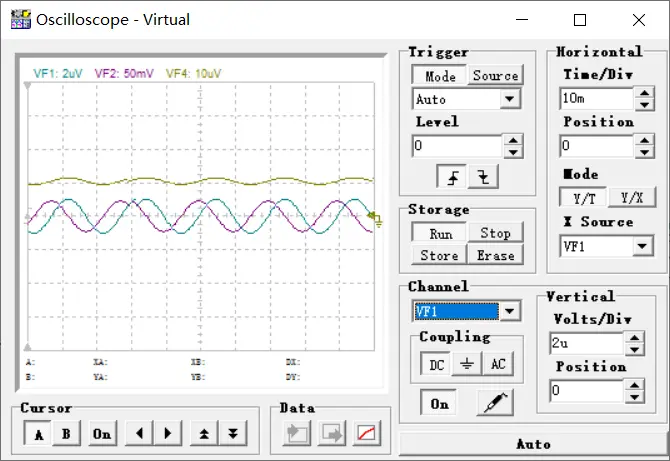 Oscilloscope - Virtual
VF1: 2uV VF2: 50mV VF4: 10uV
A: XA: XB: DX:
B: YA: YB: DY:
Cursor
A B On
Data
Trigger
Mode Source
Auto
Level
0
Storage
Run Stop
Store Erase
Horizontal
Time/Div
10m
Position
0
Mode
Y/T Y/X
X Source
VF1
Channel
VF1
Coupling
DC AC
On
Vertical
Volts/Div
2u
Position
0
Auto